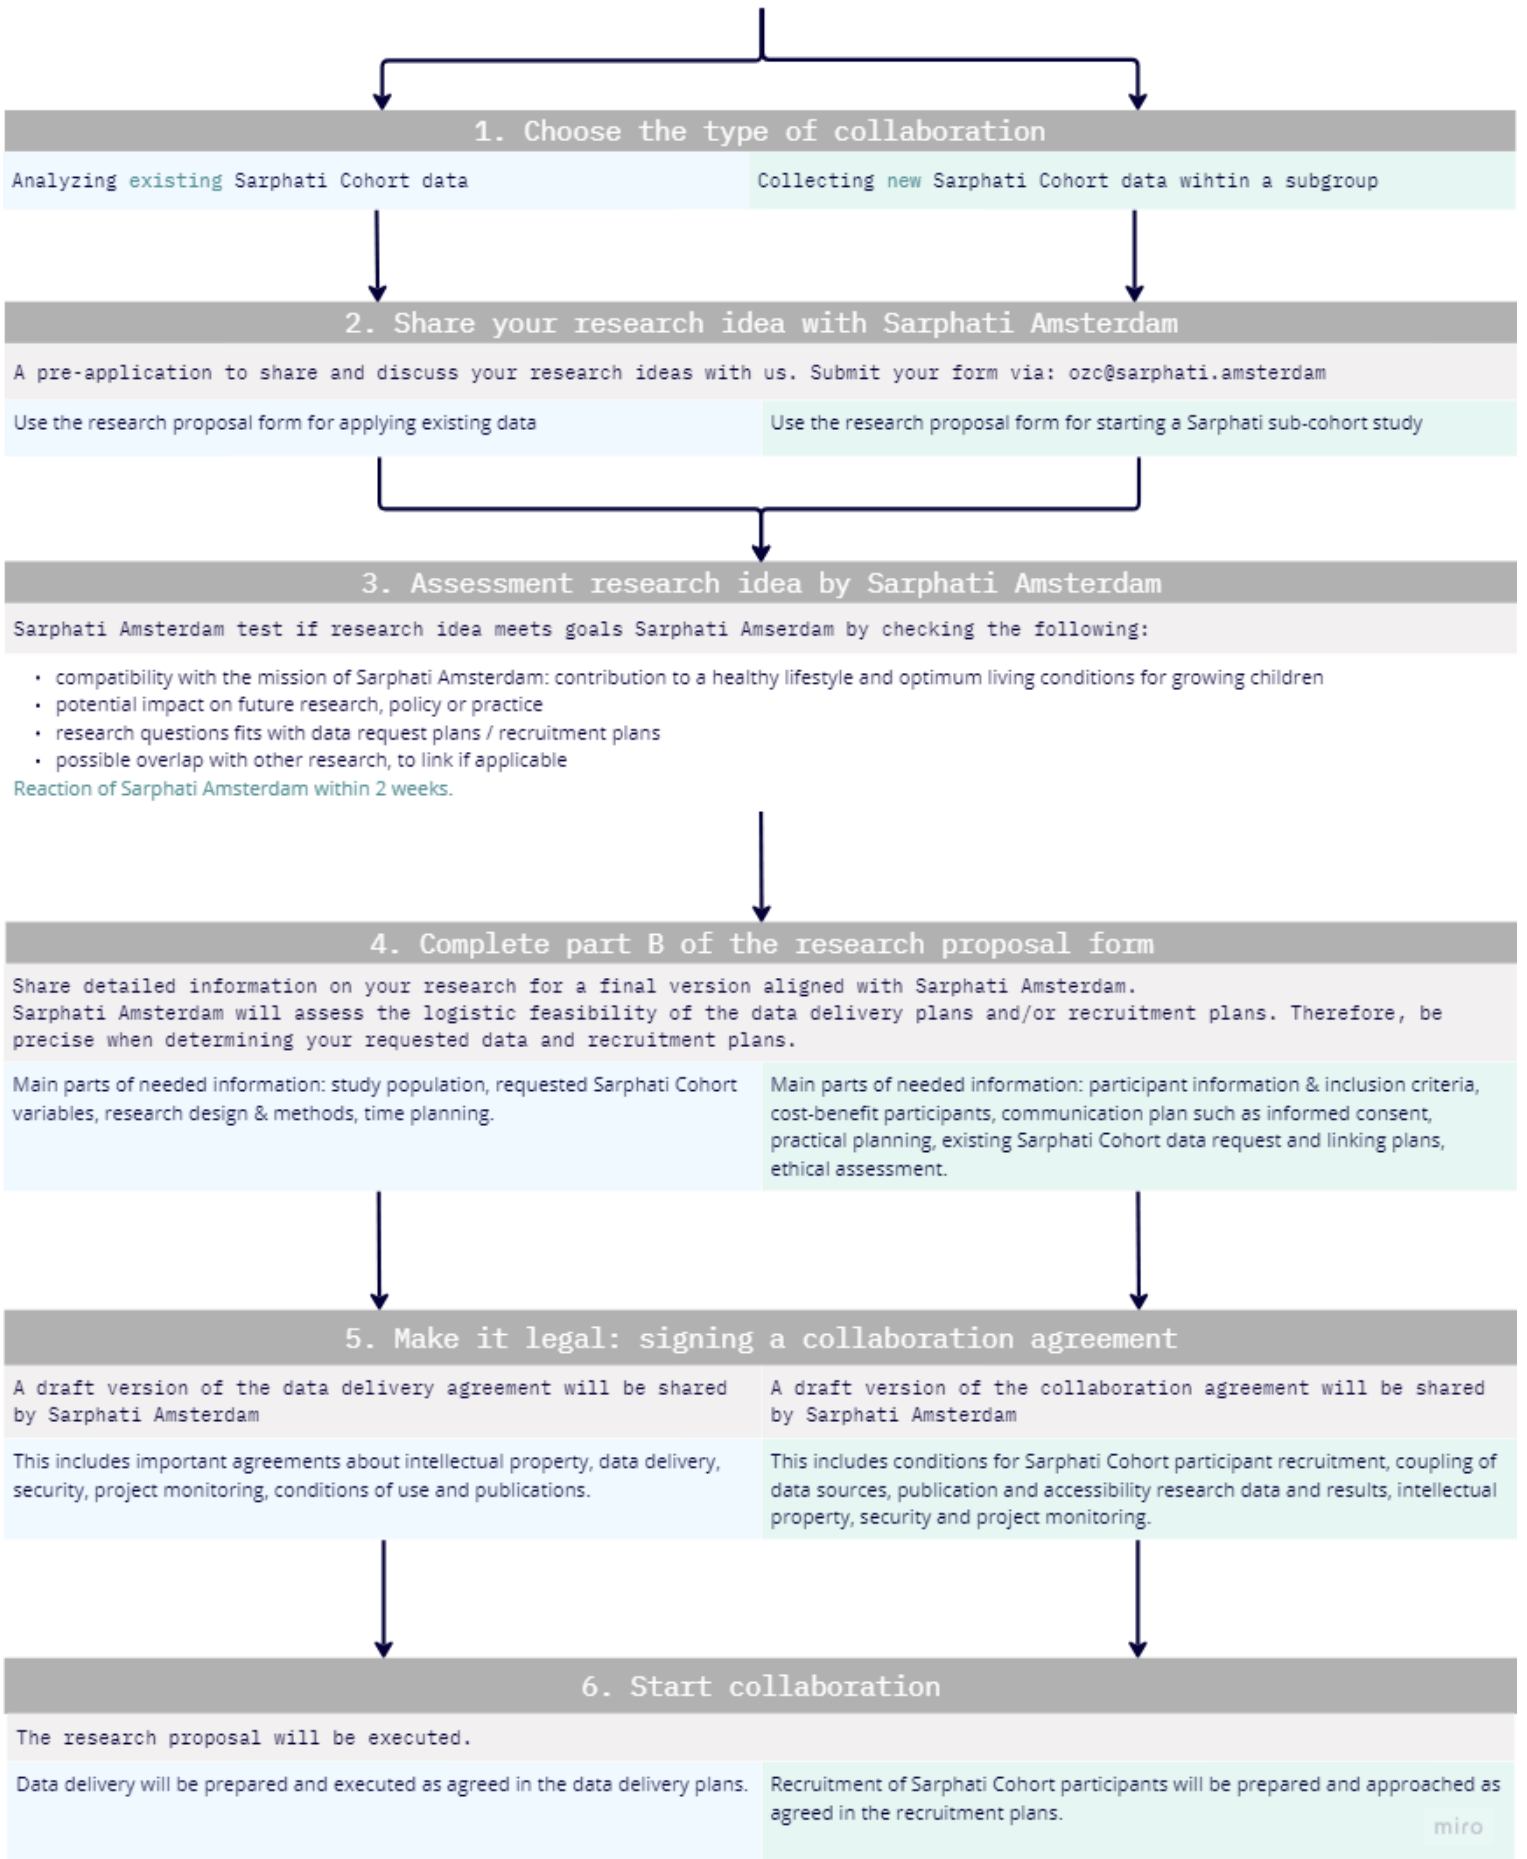 1. Choose the type of collaboration
Analyzing existing Sarphati Cohort data
Collecting new Sarphati Cohort data wihtin a subgroup
2. Share your research idea with Sarphati Amsterdam
A pre-application to share and discuss your research ideas with us. Submit your form via: ozc@sarphati.amsterdam
Use the research proposal form for applying existing data
Use the research proposal form for starting a Sarphati sub-cohort study
3. Assessment research idea by Sarphati Amsterdam
Sarphati Amsterdam test if research idea meets goals Sarphati Amserdam by checking the following:
• compatibility with the mission of Sarphati Amsterdam: contribution to a healthy lifestyle and optimum living conditions for growing children
• potential impact on future research, policy or practice
• research questions fits with data request plans / recruitment plans
• possible overlap with other research, to link if applicable
Reaction of Sarphati Amsterdam within 2 weeks.
4. Complete part B of the research proposal form
Share detailed information on your research for a final version aligned with Sarphati Amsterdam.
Sarphati Amsterdam will assess the logistic feasibility of the data delivery plans and/or recruitment plans. Therefore, be
precise when determining your requested data and recruitment plans.
Main parts of needed information: study population, requested Sarphati Cohort
variables, research design & methods, time planning.
Main parts of needed information: participant information & inclusion criteria,
cost-benefit participants, communication plan such as informed consent,
practical planning, existing Sarphati Cohort data request and linking plans,
ethical assessment.
5. Make it legal: signing a collaboration agreement
A draft version of the data delivery agreement will be shared
by Sarphati Amsterdam
A draft version of the collaboration agreement will be shared
by Sarphati Amsterdam
This includes important agreements about intellectual property, data delivery,
security, project monitoring, conditions of use and publications.
This includes conditions for Sarphati Cohort participant recruitment, coupling of
data sources, publication and accessibility research data and results, intellectual
property, security and project monitoring.
6. Start collaboration
The research proposal will be executed.
Data delivery will be prepared and executed as agreed in the data delivery plans.
Recruitment of Sarphati Cohort participants will be prepared and approached as
agreed in the recruitment plans.
miro